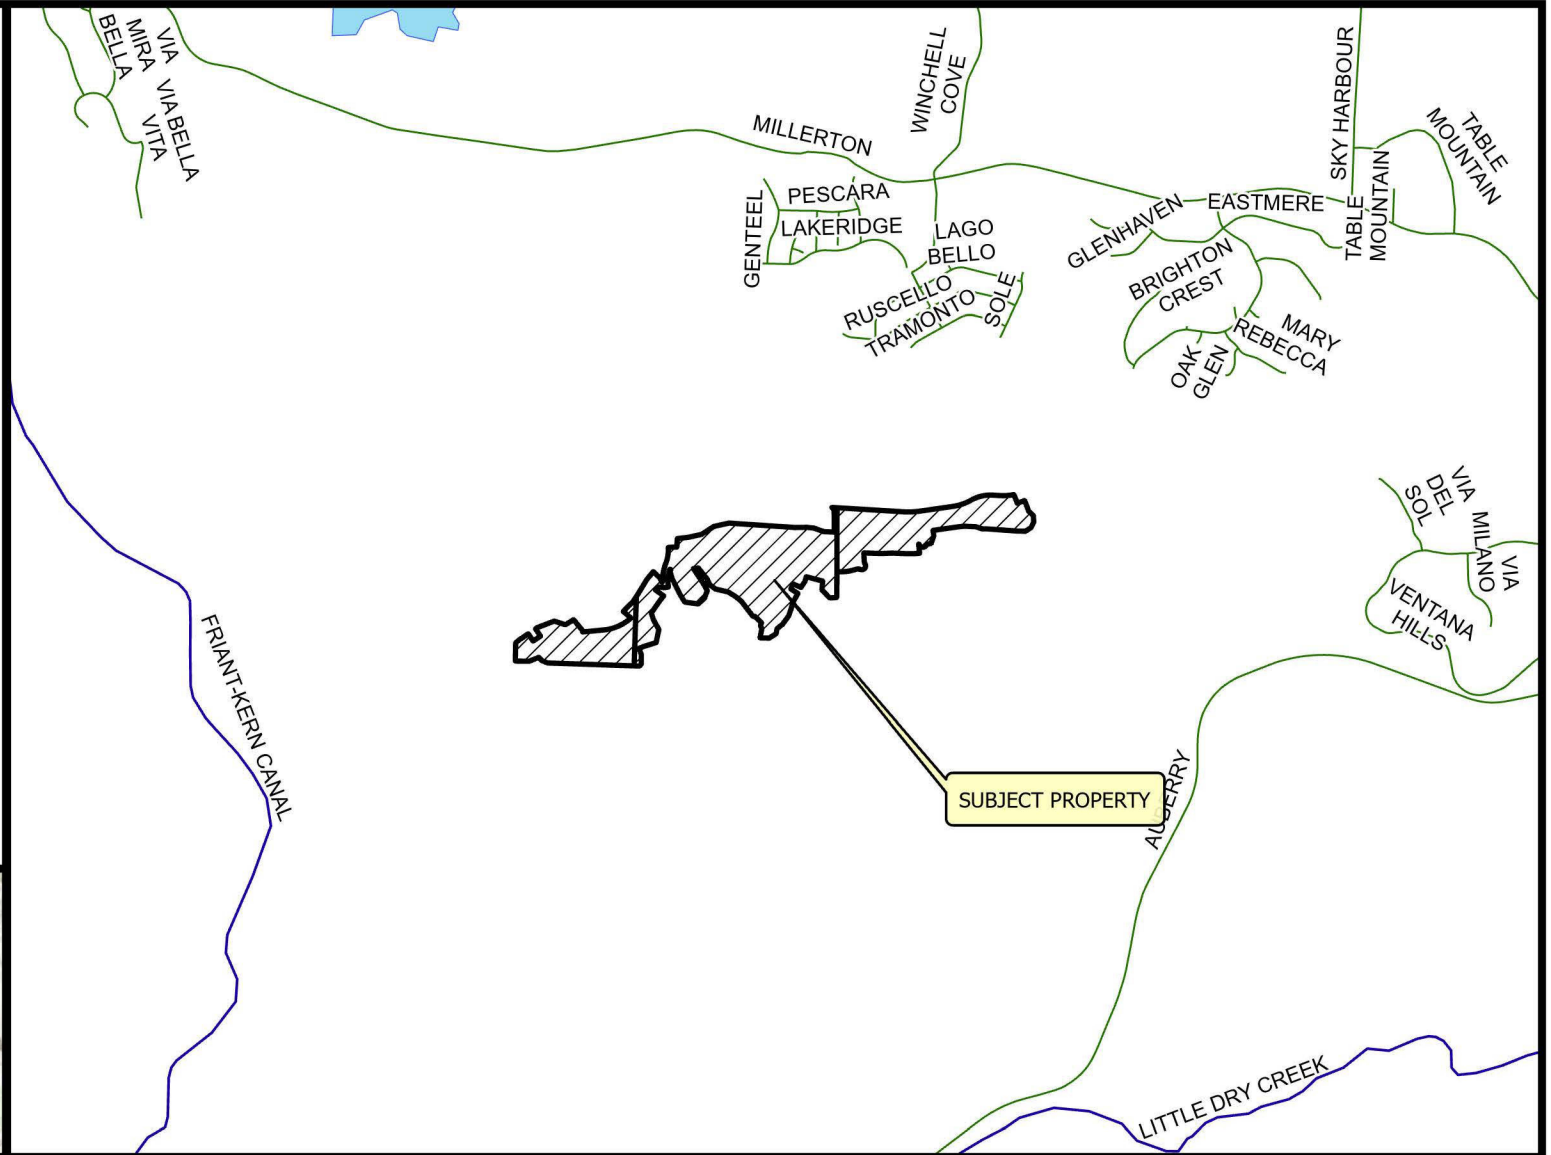 VIA
MIRA
BELLA
VIA BELLA
VITA
WINCHELL
COVE
MILLERTON
SKY HARBOUR
TABLE
MOUNTAIN
PESCARA
GENTEEL
LAKERIDGE
LAGO
BELLO
GLENHAVEN
EASTMERE
TABLE
MOUNTAIN
BRIGHTON
CREST
RUSCELLO
TRAMONTO
SOLE
MARY
REBECCA
OAK
GLEN
VIA
DEL
SOL
VIA
MILANO
VENTANA
HILLS
FRIANT-KERN CANAL
SUBJECT PROPERTY
AUBERRY
LITTLE DRY CREEK